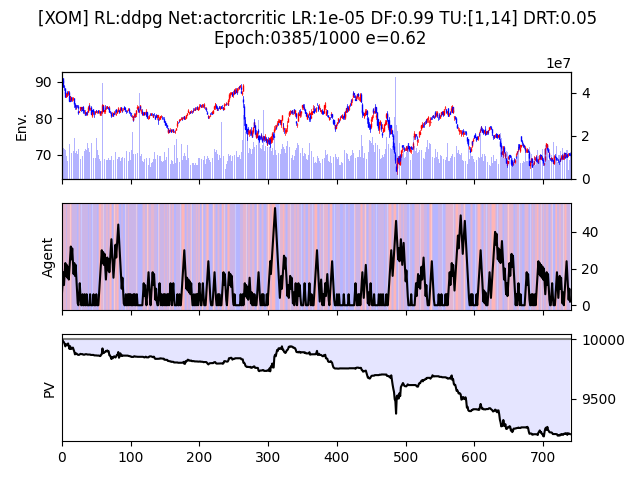 [XOM] RL:ddpg Net:actorcritic LR:1e-05 DF:0.99 TU:[1,14] DRT:0.05
Epoch:0385/1000 e=0.62
1e7
Env.
90
80
70
4
2
0
Agent
40
20
0
PV
10000
9500
0 100 200 300 400 500 600 700